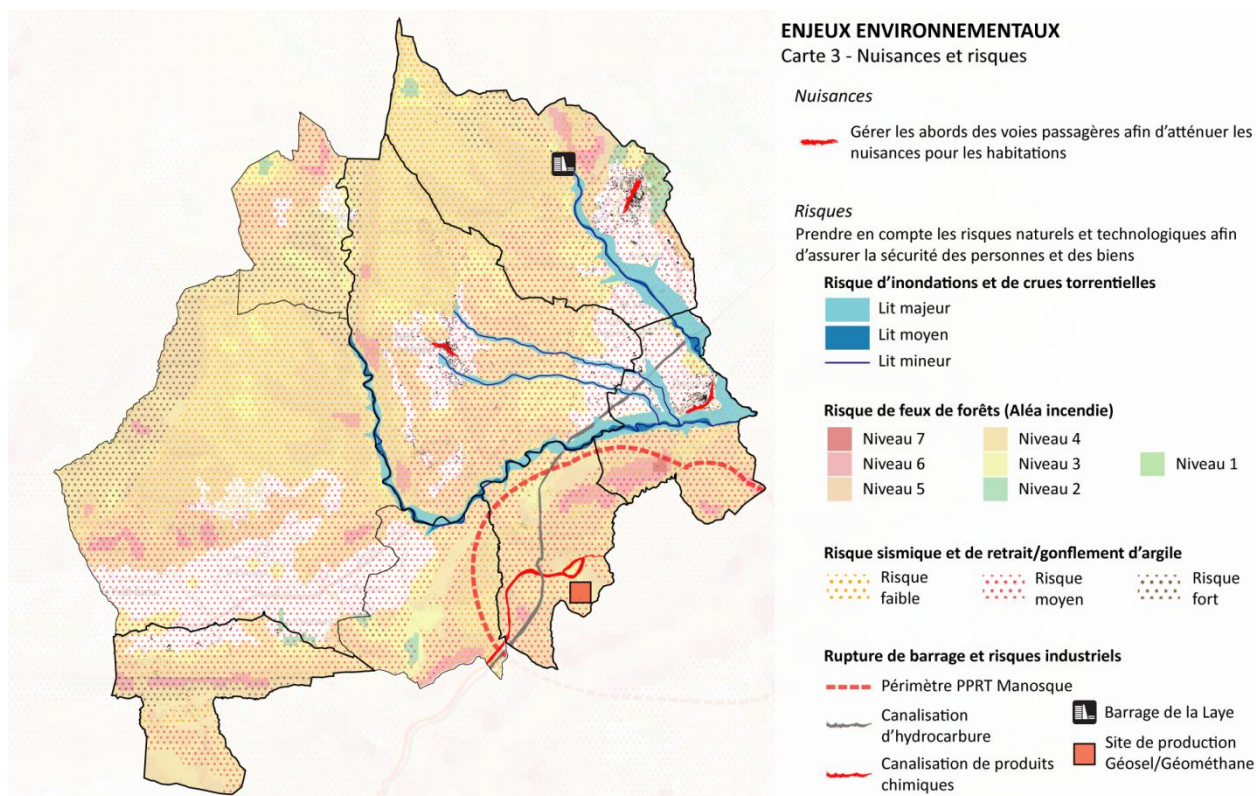 ENJEUX ENVIRONNEMENTAUX
Carte 3 - Nuisances et risques
Nuisances
Gérer les abords des voies passagères afin d’atténuer les
nuisances pour les habitations
Risques
Prendre en compte les risques naturels et technologiques afin
d’assurer la sécurité des personnes et des biens
Risque d’inondations et de crues torrentielles
Lit majeur
Lit moyen
Lit mineur
Risque de feux de forêts (Aléa incendie)
Niveau 7
Niveau 4
Niveau 6
Niveau 3
Niveau 1
Niveau 5
Niveau 2
Risque sismique et de retrait/gonflement d’argile
Risque
faible
Risque
moyen
Risque
fort
Rupture de barrage et risques industriels
Périmètre PPRT Manosque
Canalisation
d’hydrocarbure
Barrage de la Laye
Canalisation de produits
chimiques
Site de production
Géosel/Géométhane